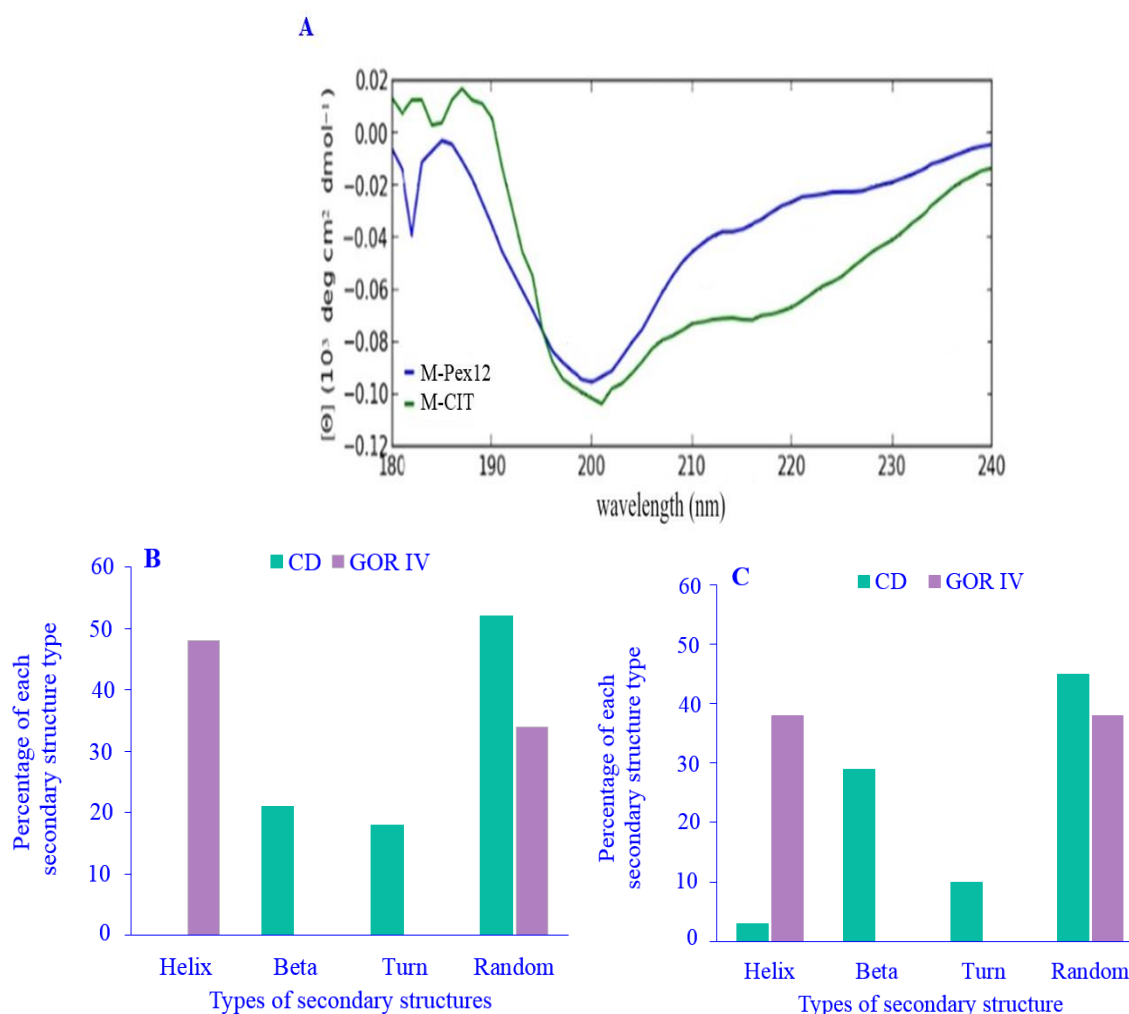 A
[Θ] (10³ deg cm² dmol⁻¹)
0.02
0.00
−0.02
−0.04
−0.06
−0.08
−0.10
−0.12
M-Pex12
M-CIT
180 190 200 210 220 230 240
wavelength (nm)
B
CD GOR IV
Percentage of each
secondary structure type
60
50
40
30
20
10
0
Helix Beta Turn Random
Types of secondary structures
C
CD GOR IV
Percentage of each
secondary structure type
60
50
40
30
20
10
0
Helix Beta Turn Random
Types of secondary structure